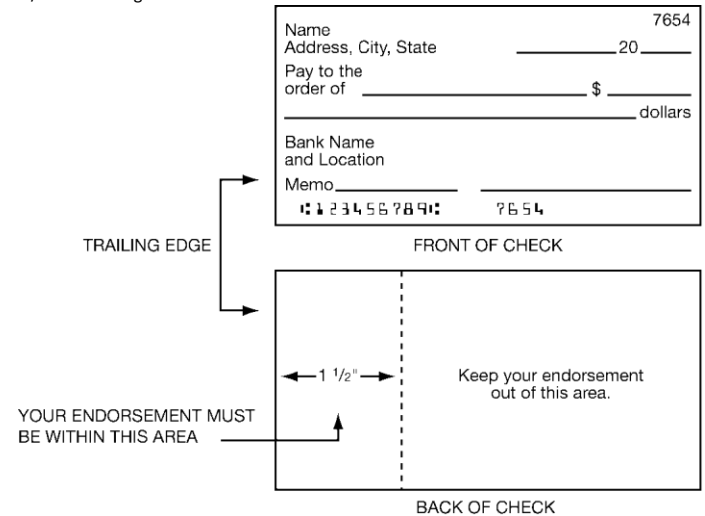 7654
Name
Address, City, State 20
Pay to the
order of $
dollars
Bank Name
and Location
Memo
⑆123456789⑆ 7654
TRAILING EDGE
FRONT OF CHECK
1 1/2"
Keep your endorsement
out of this area.
YOUR ENDORSEMENT MUST
BE WITHIN THIS AREA
BACK OF CHECK